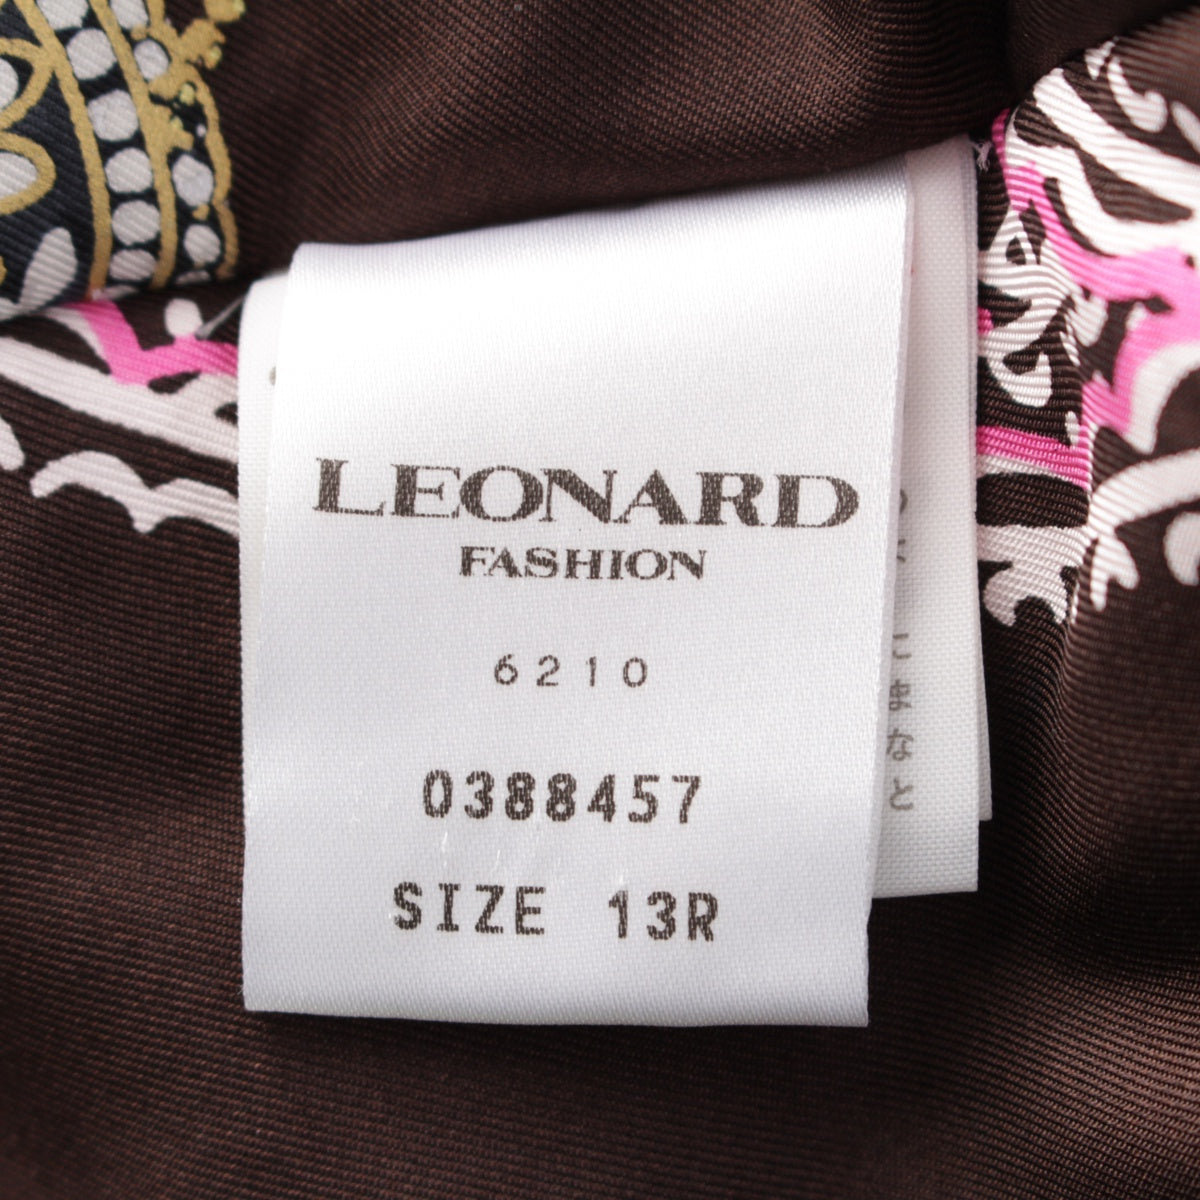 LEONARD
FASHION
6210
0388457
SIZE 13R